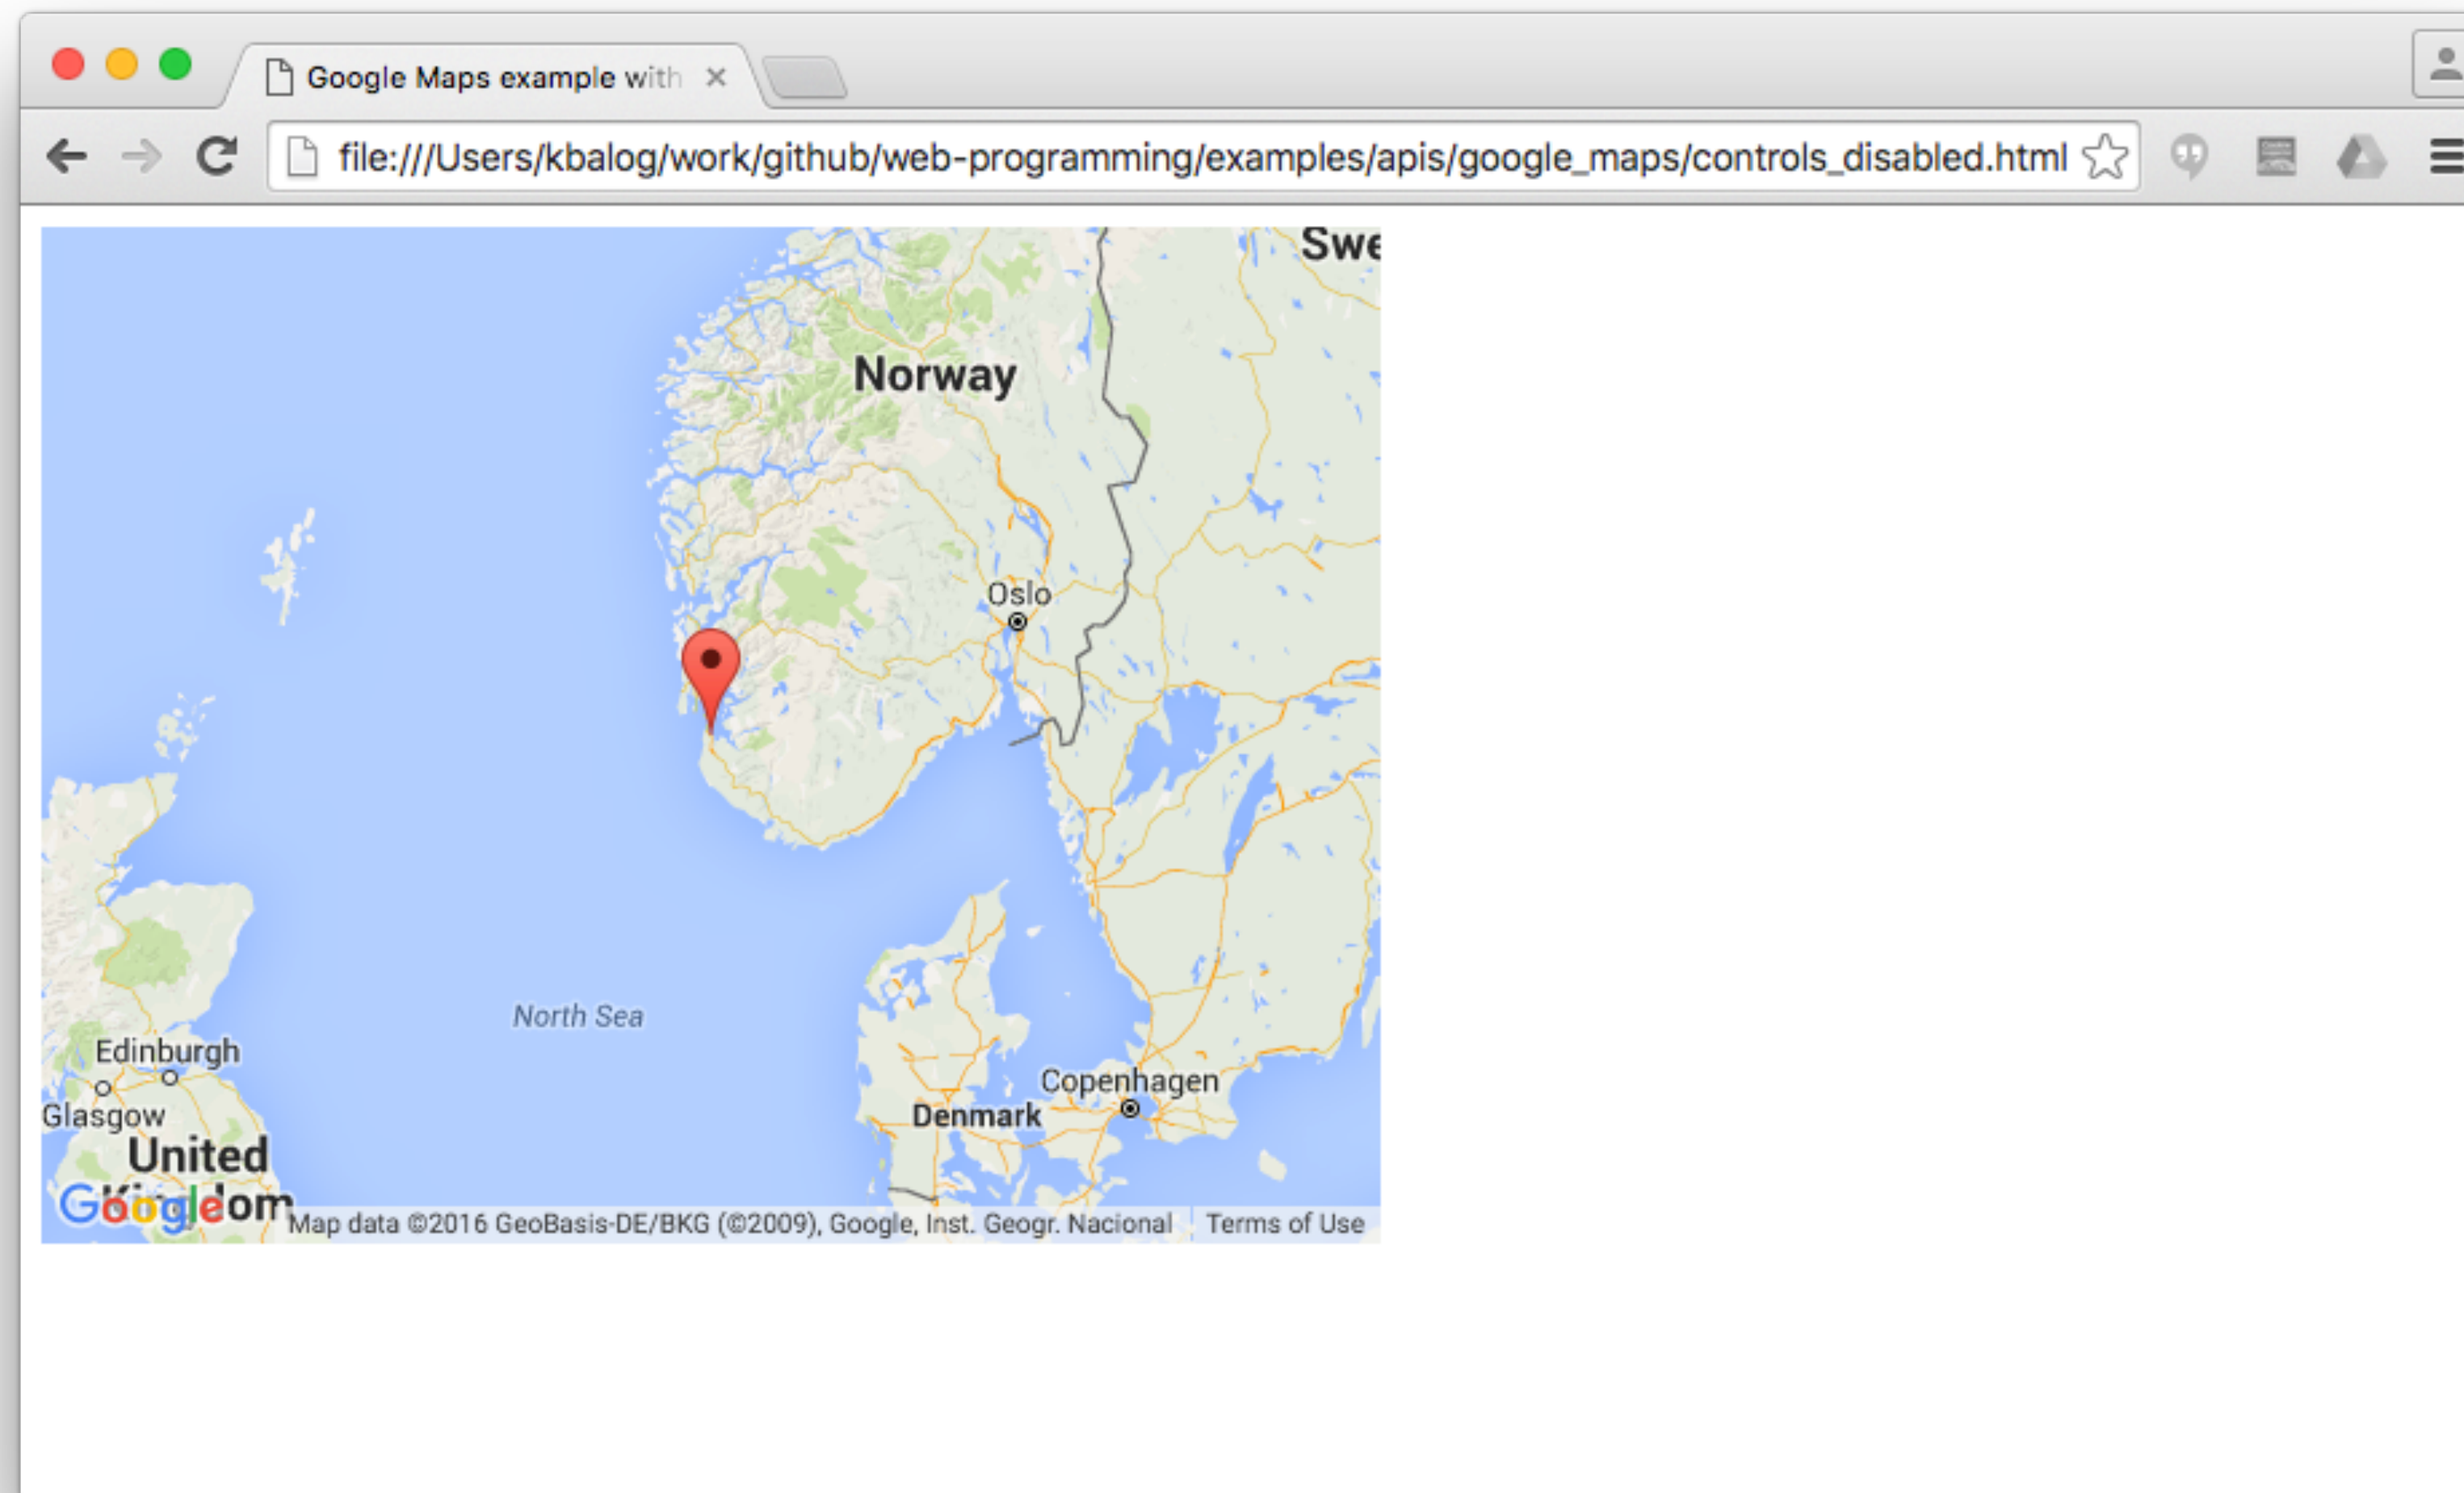 Google Maps example with
file:///Users/kbalog/work/github/web-programming/examples/apis/google_maps/controls_disabled.html
Swe
Norway
Oslo
North Sea
Edinburgh
Glasgow
Copenhagen
Denmark
United
Kingdom
Google
Map data ©2016 GeoBasis-DE/BKG (©2009), Google, Inst. Geogr. Nacional
Terms of Use